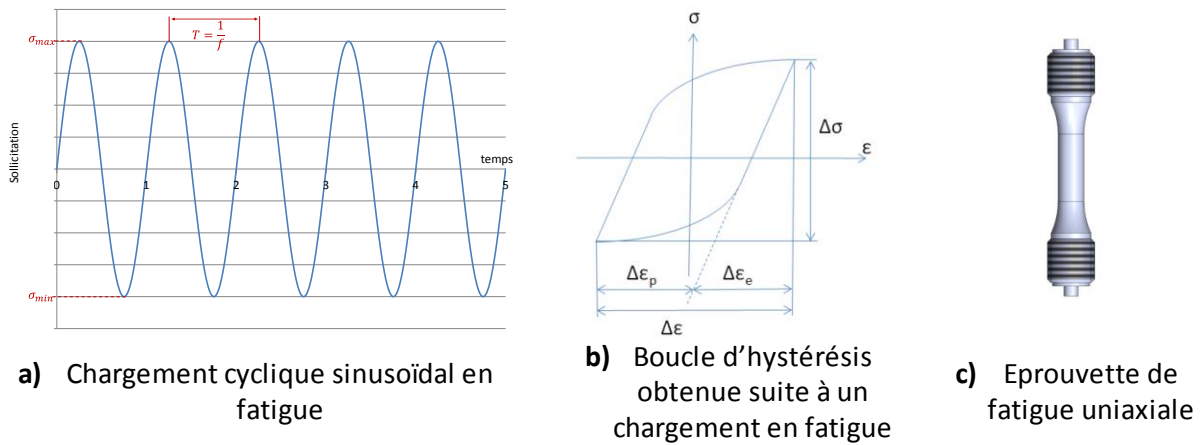 σmax
T = 1/f
Sollicitation
temps
0 1 2 3 4 5
σmin
σ
Δσ
ε
Δεp
Δεe
Δε
a) Chargement cyclique sinusoïdal en
fatigue
b) Boucle d'hystérésis
obtenue suite à un
chargement en fatigue
c) Eprouvette de
fatigue uniaxiale